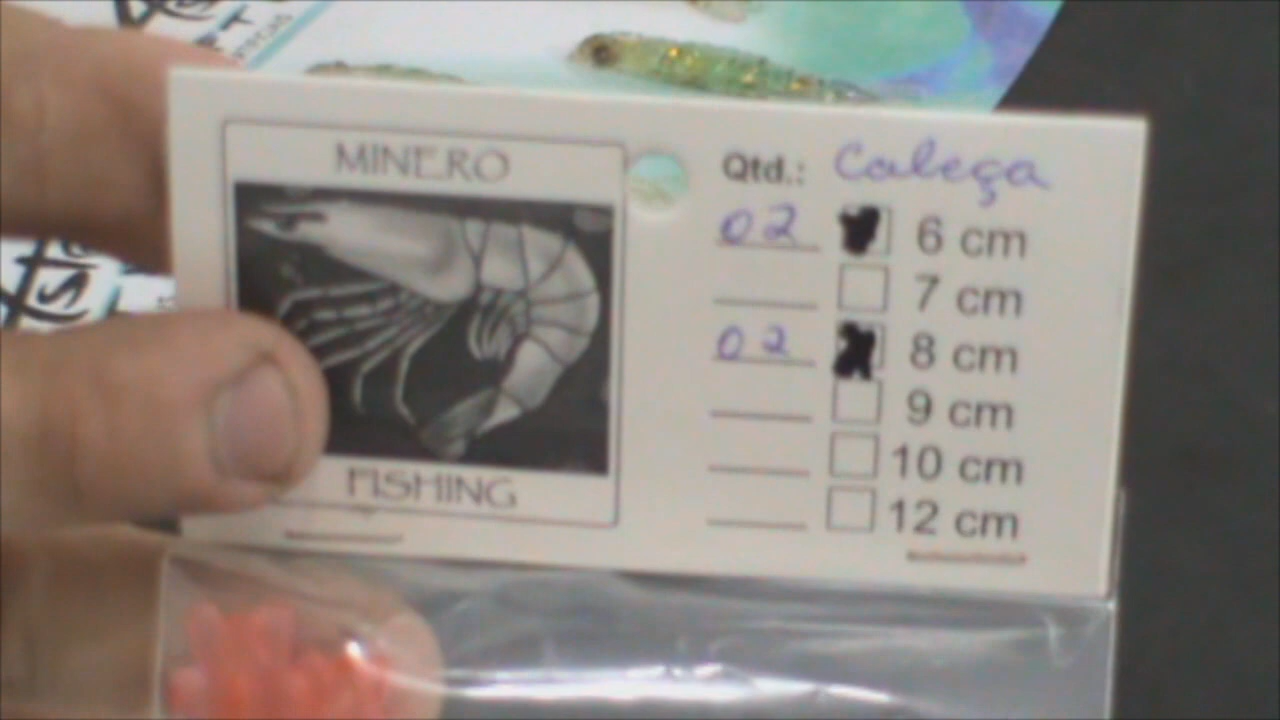 MINERO
FISHING
Qtd.: Cabeça
02 6 cm
7 cm
02 8 cm
9 cm
10 cm
12 cm